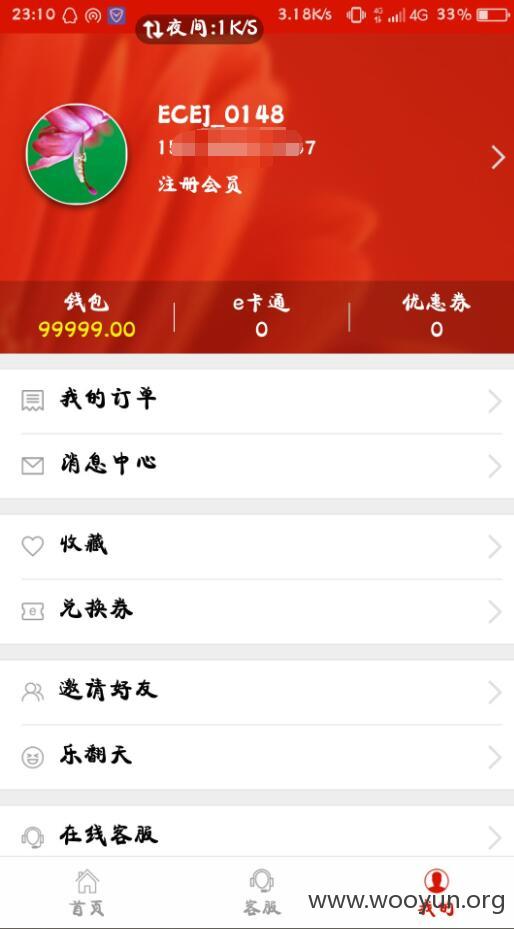 23:10 3.18K/s 4G 4G 33%
夜间:1K/S
ECEJ_0148
15 7
注册会员
钱包 e卡通 优惠券
99999.00 0 0
我的订单
消息中心
收藏
e 兑换券
邀请好友
乐翻天
在线客服
首页 客服 我的
www.wooyun.org